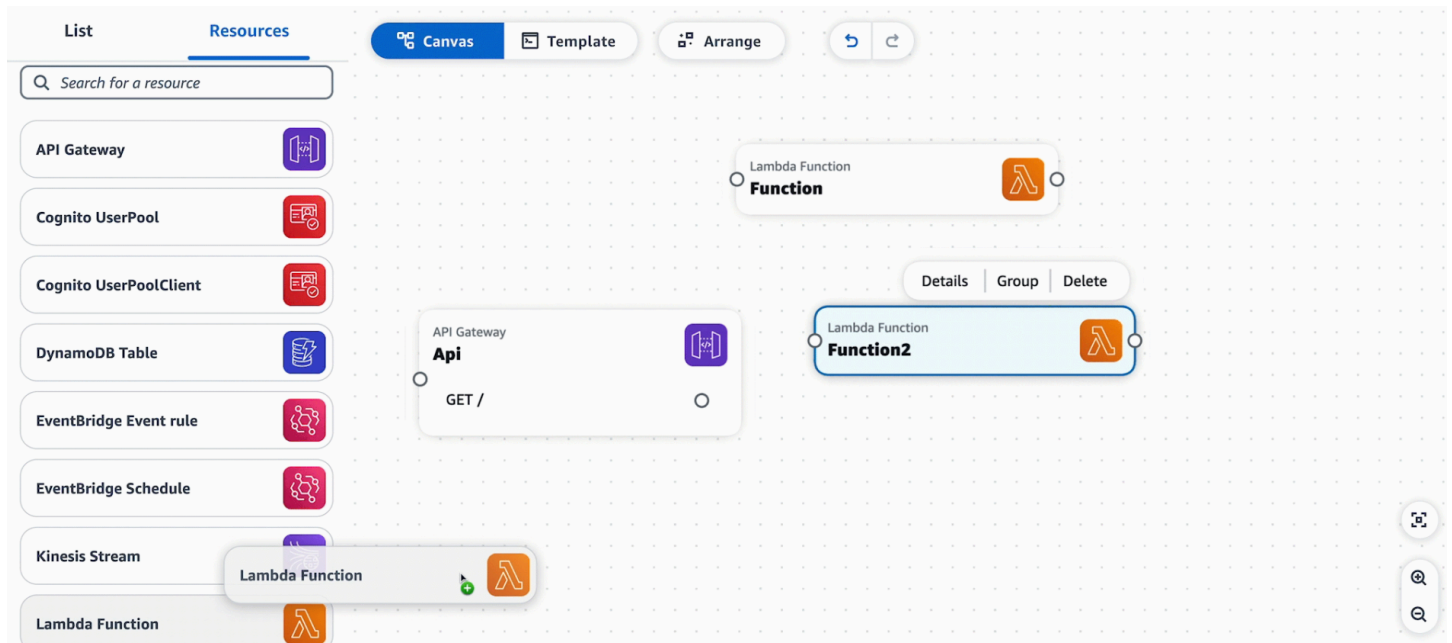 List
Resources
Canvas
Template
Arrange
Search for a resource
API Gateway
Cognito UserPool
Cognito UserPoolClient
DynamoDB Table
EventBridge Event rule
EventBridge Schedule
Kinesis Stream
Lambda Function
Lambda Function
Lambda Function
Function
Details
Group
Delete
Lambda Function
Function2
API Gateway
Api
GET /